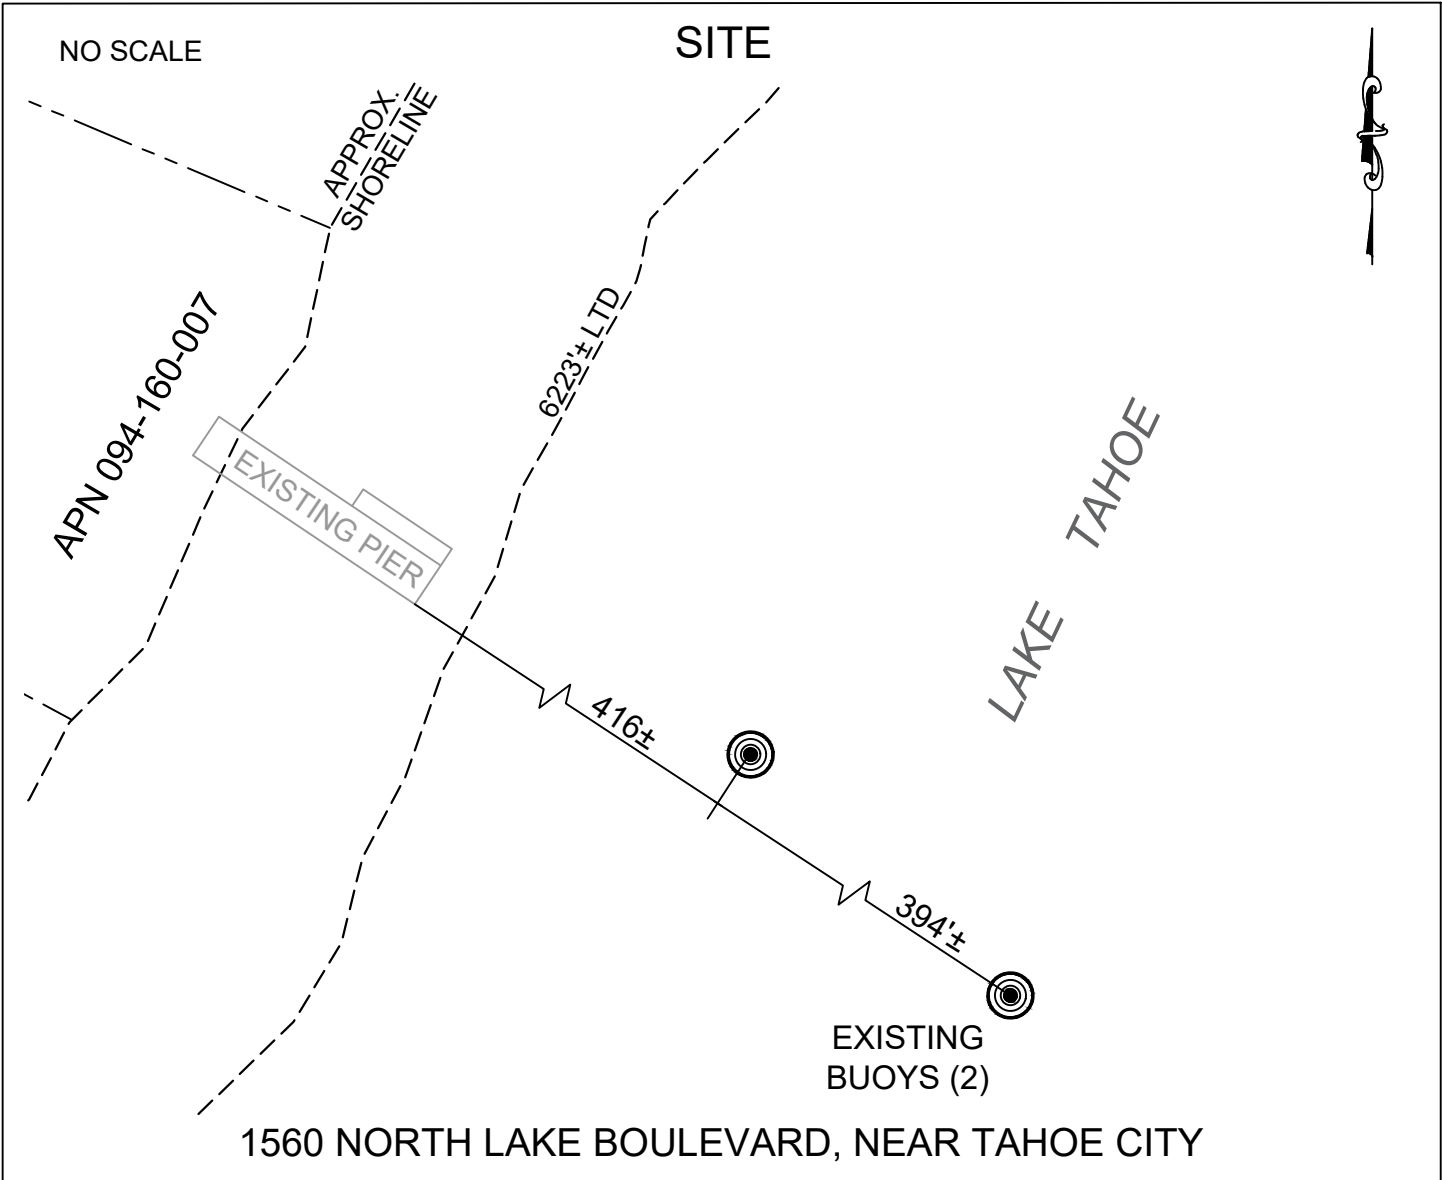 NO SCALE
SITE
APPROX.
SHORELINE
6223'± LTD
APN 094-160-007
EXISTING PIER
LAKE TAHOE
416±
394'±
EXISTING
BUOYS (2)
1560 NORTH LAKE BOULEVARD, NEAR TAHOE CITY